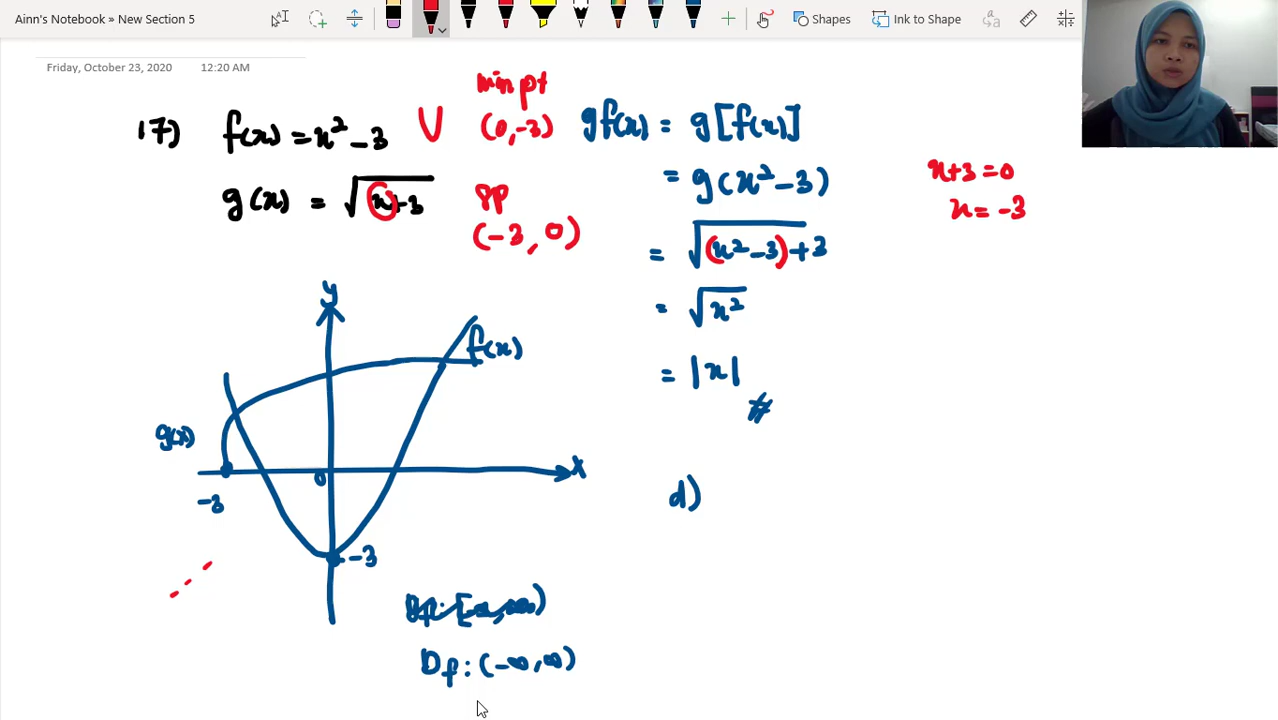 Ainn's Notebook » New Section 5
Shapes
Ink to Shape
Friday, October 23, 2020 12:20 AM
17) f(x) = x² - 3
g(x) = √x+3
min pt
(0,-3)
pp
(-3, 0)
gf(x) = g[f(x)]
= g(x² - 3)
= √(x² - 3) + 3
= √x²
= |x|
#
x+3 = 0
x = -3
y
f(x)
g(x)
x
0
-3
-3
d)
Df : (-∞, ∞)